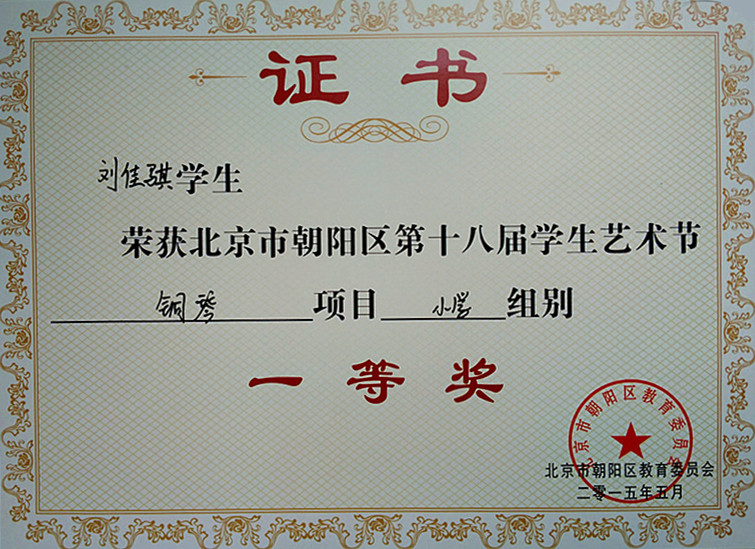 证书
刘佳骐学生
荣获北京市朝阳区第十八届学生艺术节
钢琴项目小学组别
一等奖
北京市朝阳区教育委员会
北京市朝阳区教育委员会
二零一五年五月